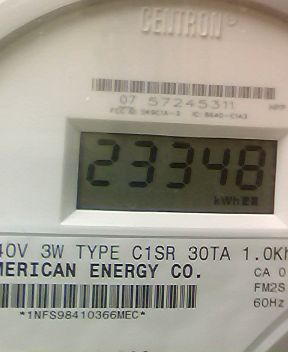 CENTRON
07 57245311
23348
kWh
40V 3W TYPE C1SR 30TA 1.0Kh
MERICAN ENERGY CO.
CA 0
FM2S
60Hz
*1NFS98410366MEC*